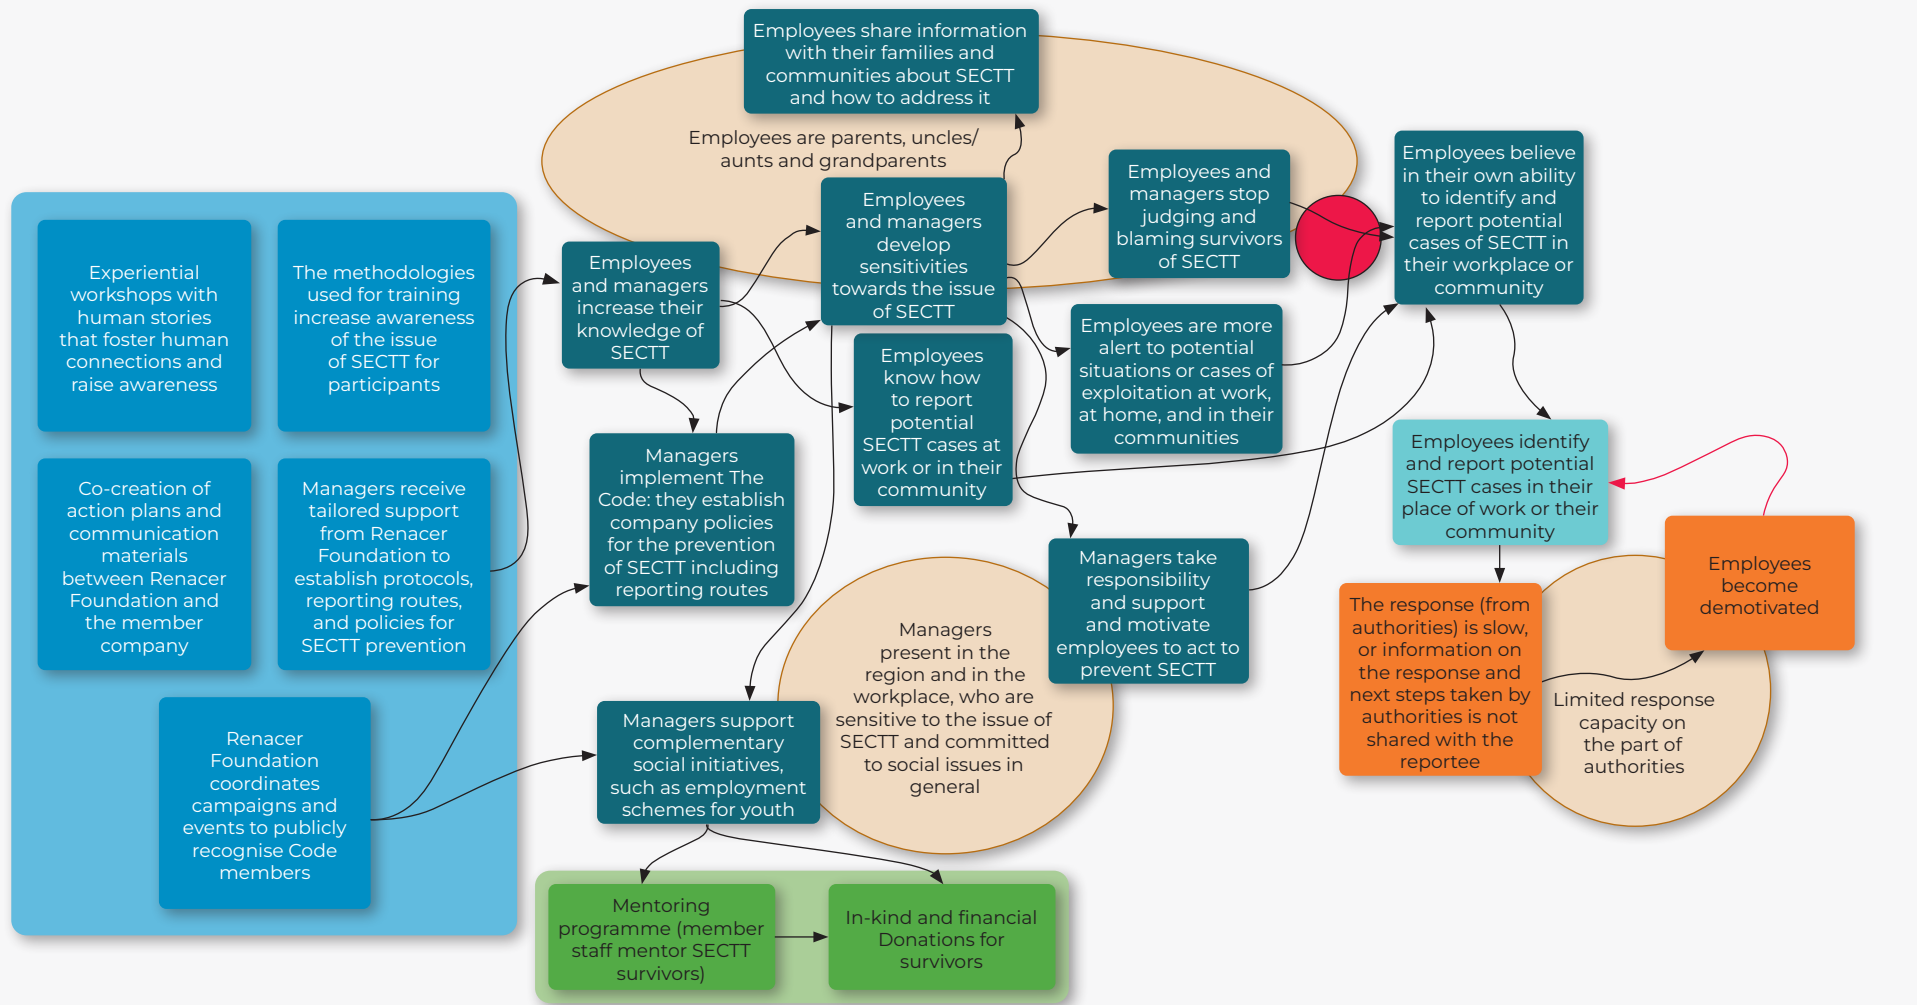 Employees share information
with their families and
communities about SECTT
and how to address it
Employees are parents, uncles/
aunts and grandparents
Experiential
workshops with
human stories
that foster human
connections and
raise awareness
The methodologies
used for training
increase awareness
of the issue
of SECTT for
participants
Co-creation of
action plans and
communication
materials
between Renacer
Foundation and
the member
company
Managers receive
tailored support
from Renacer
Foundation to
establish protocols,
reporting routes,
and policies for
SECTT prevention
Renacer
Foundation
coordinates
campaigns and
events to publicly
recognise Code
members
Employees
and managers
increase their
knowledge of
SECTT
Employees
and managers
develop
sensitivities
towards the issue
of SECTT
Employees and
managers stop
judging and
blaming survivors
of SECTT
Employees believe
in their own ability
to identify and
report potential
cases of SECTT in
their workplace or
community
Employees
know how
to report
potential
SECTT cases at
work or in their
community
Employees are more
alert to potential
situations or cases of
exploitation at work,
at home, and in their
communities
Managers
implement The
Code: they establish
company policies
for the prevention
of SECTT including
reporting routes
Employees identify
and report potential
SECTT cases in their
place of work or their
community
Managers take
responsibility
and support
and motivate
employees to act to
prevent SECTT
Managers
present in the
region and in the
workplace, who are
sensitive to the issue of
SECTT and committed
to social issues in
general
Managers support
complementary
social initiatives,
such as employment
schemes for youth
The response (from
authorities) is slow,
or information on
the response and
next steps taken by
authorities is not
shared with the
reportee
Employees
become
demotivated
Limited response
capacity on
the part of
authorities
Mentoring
programme (member
staff mentor SECTT
survivors)
In-kind and financial
Donations for
survivors